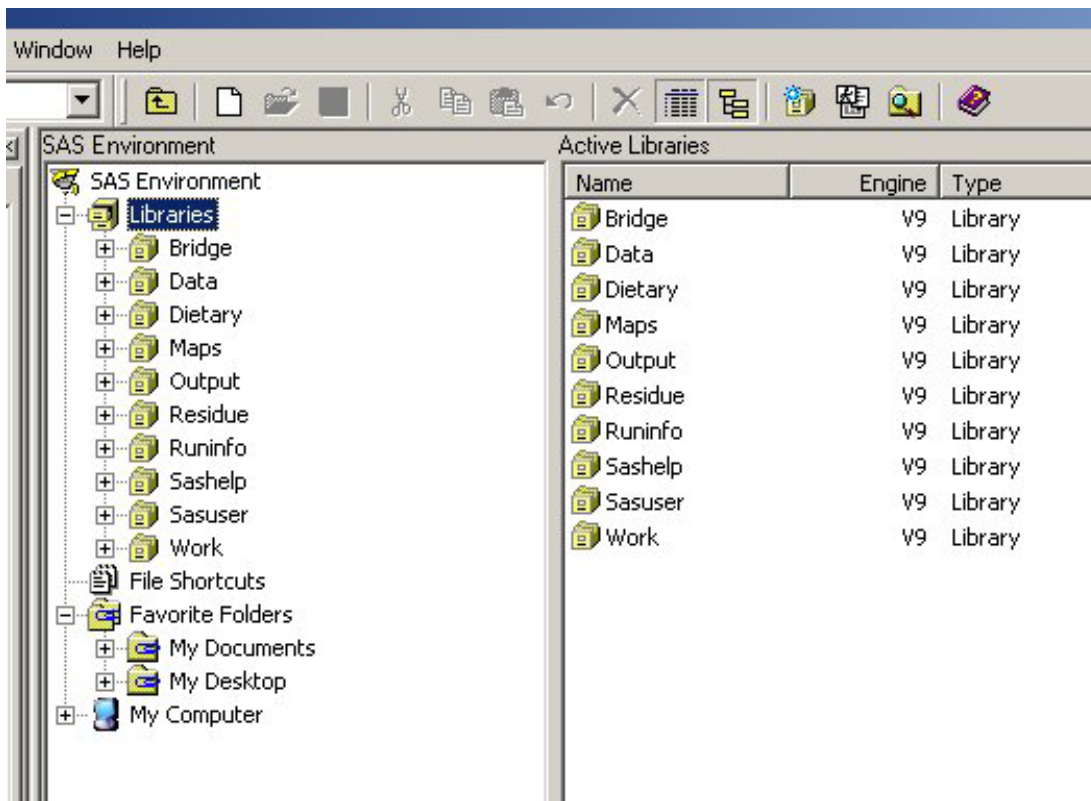 Window Help
SAS Environment
SAS Environment
Libraries
Bridge
Data
Dietary
Maps
Output
Residue
Runinfo
Sashelp
Sasuser
Work
File Shortcuts
Favorite Folders
My Documents
My Desktop
My Computer
Active Libraries
Name Engine Type
Bridge V9 Library
Data V9 Library
Dietary V9 Library
Maps V9 Library
Output V9 Library
Residue V9 Library
Runinfo V9 Library
Sashelp V9 Library
Sasuser V9 Library
Work V9 Library